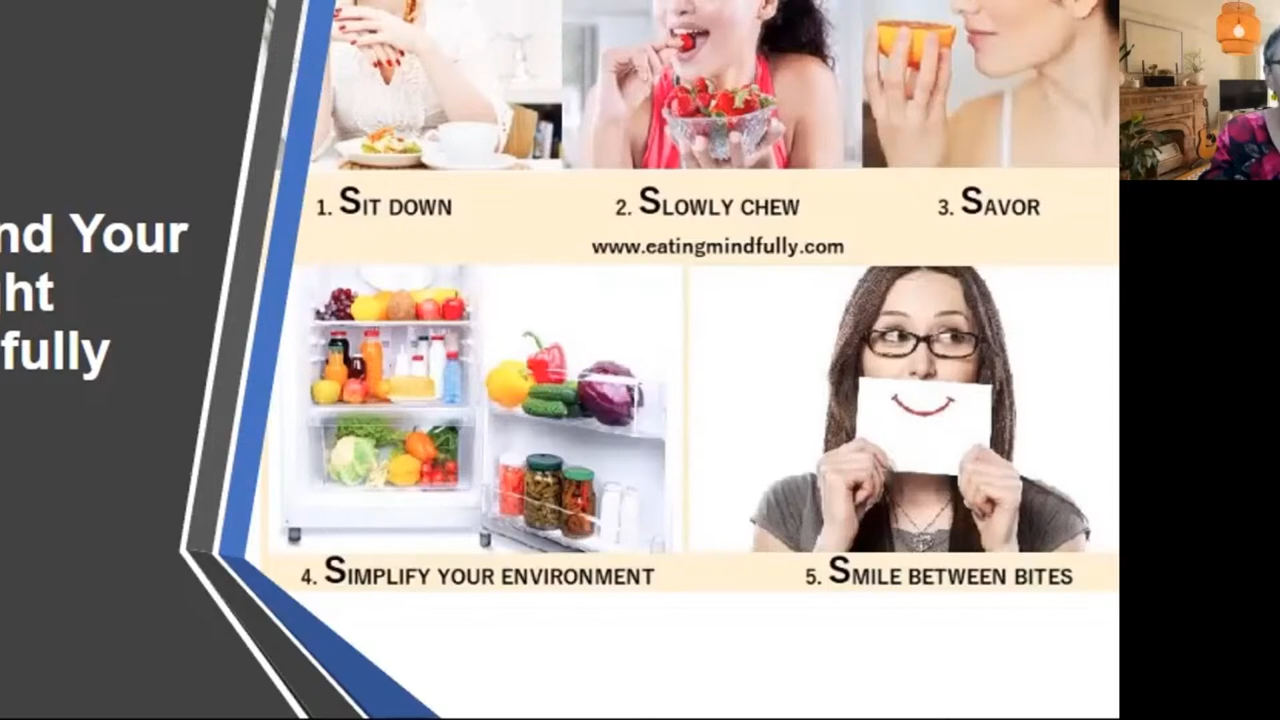 nd Your
ght
fully
1. SIT DOWN
2. SLOWLY CHEW
3. SAVOR
www.eatingmindfully.com
4. SIMPLIFY YOUR ENVIRONMENT
5. SMILE BETWEEN BITES